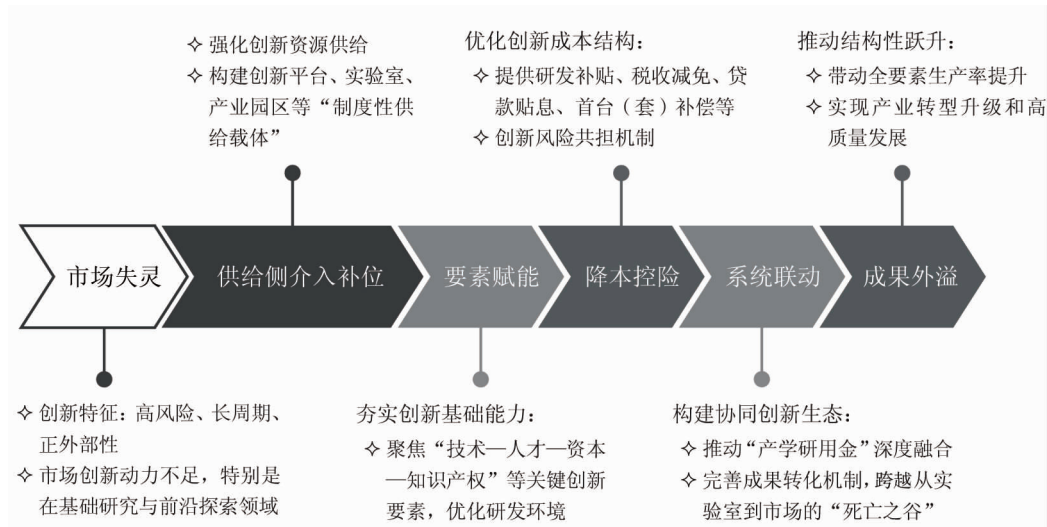 ✧ 强化创新资源供给
✧ 构建创新平台、实验室、
产业园区等“制度性供
给载体”
优化创新成本结构：
✧ 提供研发补贴、税收减免、贷
款贴息、首台（套）补偿等
✧ 创新风险共担机制
推动结构性跃升：
✧ 带动全要素生产率提升
✧ 实现产业转型升级和高
质量发展
市场失灵
供给侧介入补位
要素赋能
降本控险
系统联动
成果外溢
✧ 创新特征：高风险、长周期、
正外部性
✧ 市场创新动力不足，特别是
在基础研究与前沿探索领域
夯实创新基础能力：
✧ 聚焦“技术—人才—资本
—知识产权”等关键创新
要素，优化研发环境
构建协同创新生态：
✧ 推动“产学研用金”深度融合
✧ 完善成果转化机制，跨越从实
验室到市场的“死亡之谷”